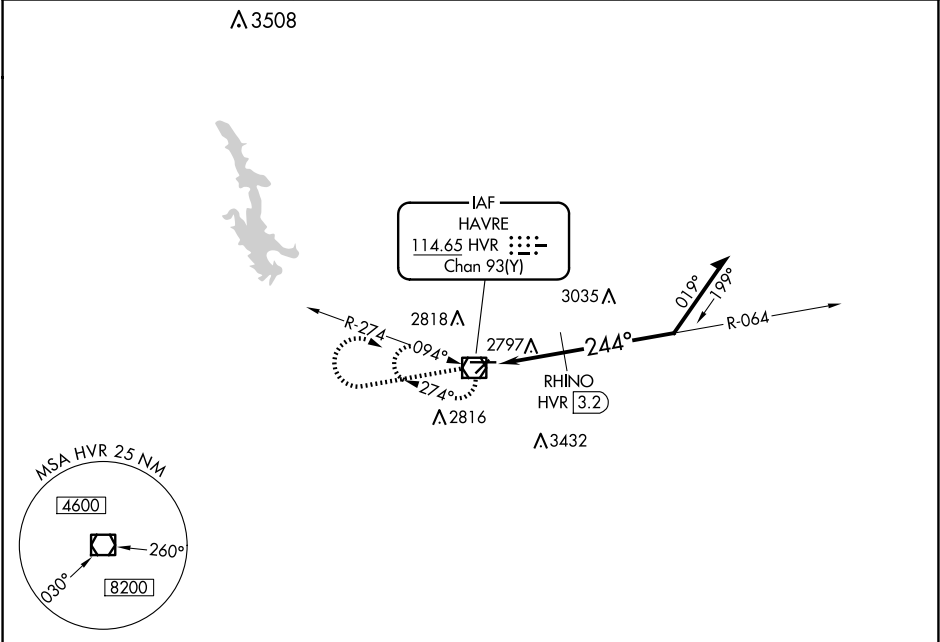 3508
IAF
HAVRE
114.65 HVR
Chan 93(Y)
3035
019°
199°
R-064
2818
R-274
094°
2797
244°
RHINO
HVR 3.2
274°
2816
3432
MSA HVR 25 NM
4600
260°
030°
8200